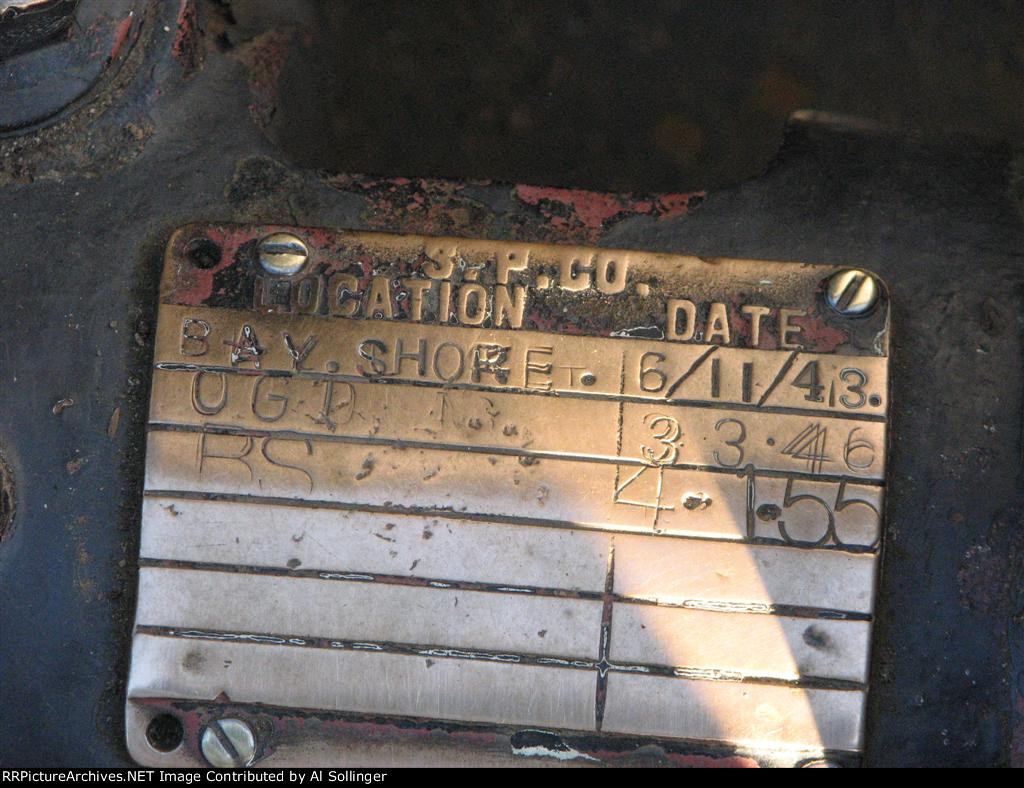 S.P.CO.
LOCATION DATE
BAY. SHORE T. 6/11/43.
OGD 3 3.46
BS 4.1.55
RRPictureArchives.NET Image Contributed by Al Sollinger